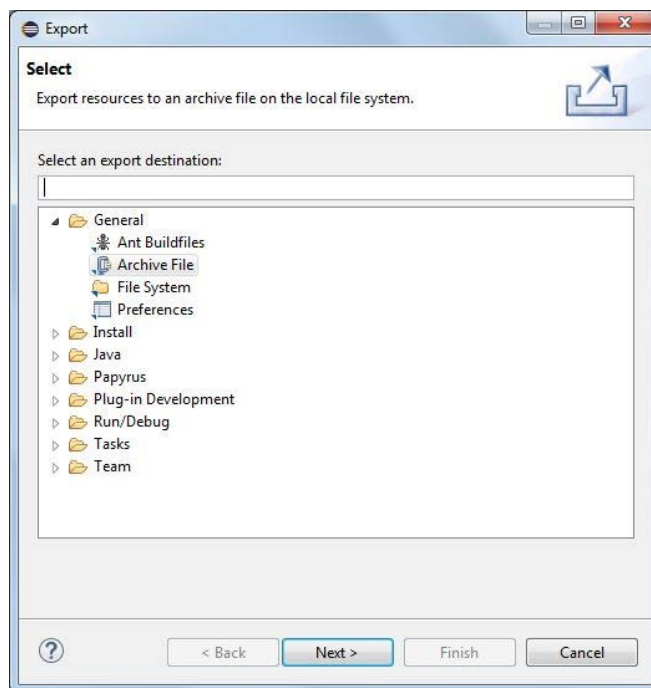 Export
Select
Export resources to an archive file on the local file system.
Select an export destination:
General
Ant Buildfiles
Archive File
File System
Preferences
Install
Java
Papyrus
Plug-in Development
Run/Debug
Tasks
Team
? < Back Next > Finish Cancel